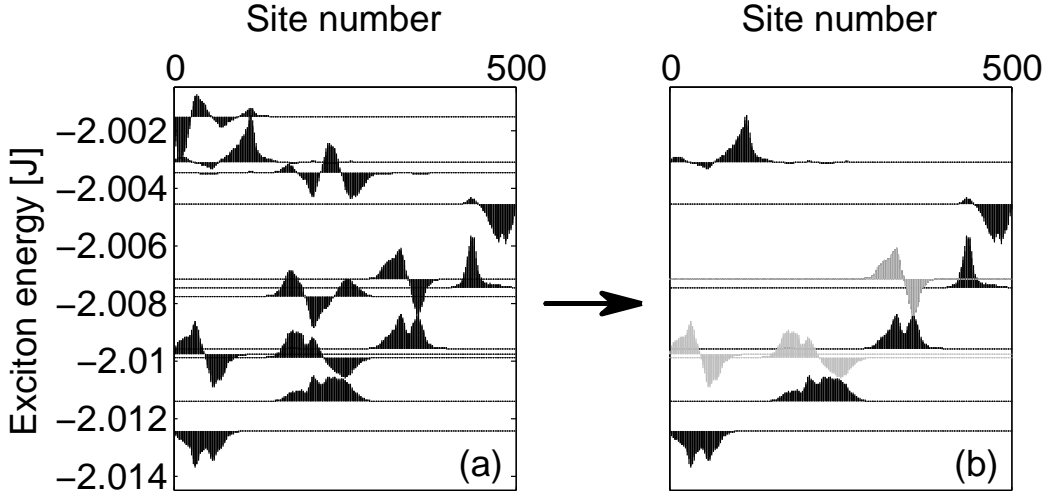 Site number
Site number
0 500
0 500
Exciton energy [J]
−2.002
−2.004
−2.006
−2.008
−2.01
−2.012
−2.014
(a)
(b)